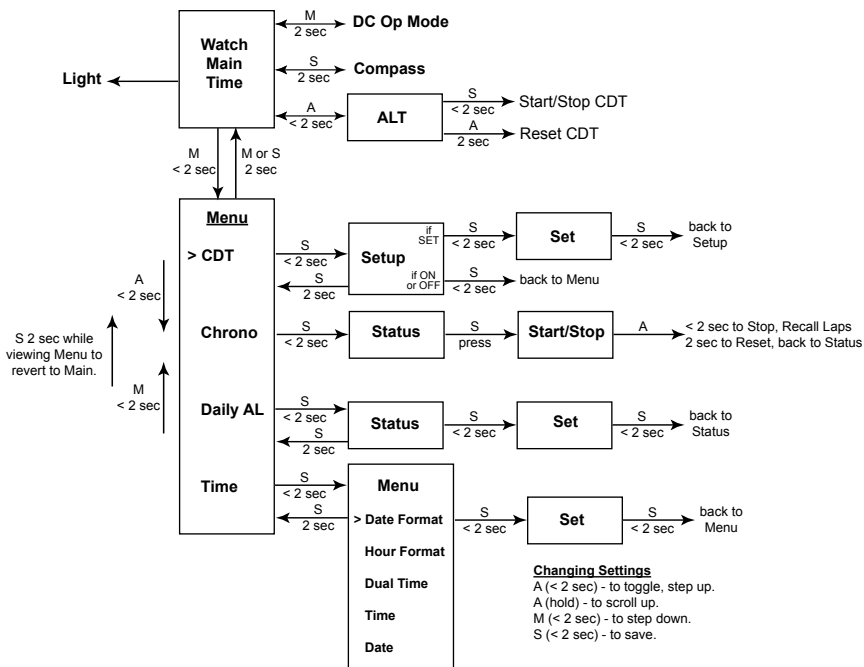 M
2 sec
DC Op Mode
Watch
Main
Time
S
2 sec
Compass
Light
A
< 2 sec
ALT
S
< 2 sec
Start/Stop CDT
A
2 sec
Reset CDT
M
< 2 sec
M or S
2 sec
Menu
> CDT
S
< 2 sec
S
2 sec
Setup
if
SET
if ON
or OFF
S
< 2 sec
Set
S
< 2 sec
back to
Setup
S
< 2 sec
back to Menu
A
< 2 sec
S 2 sec while
viewing Menu to
revert to Main.
M
< 2 sec
Chrono
S
< 2 sec
Status
S
press
Start/Stop
A
< 2 sec to Stop, Recall Laps
2 sec to Reset, back to Status
Daily AL
S
< 2 sec
S
2 sec
Status
S
< 2 sec
Set
S
< 2 sec
back to
Status
Time
S
< 2 sec
S
2 sec
Menu
> Date Format
Hour Format
Dual Time
Time
Date
S
< 2 sec
Set
S
< 2 sec
back to
Menu
Changing Settings
A (< 2 sec) - to toggle, step up.
A (hold) - to scroll up.
M (< 2 sec) - to step down.
S (< 2 sec) - to save.